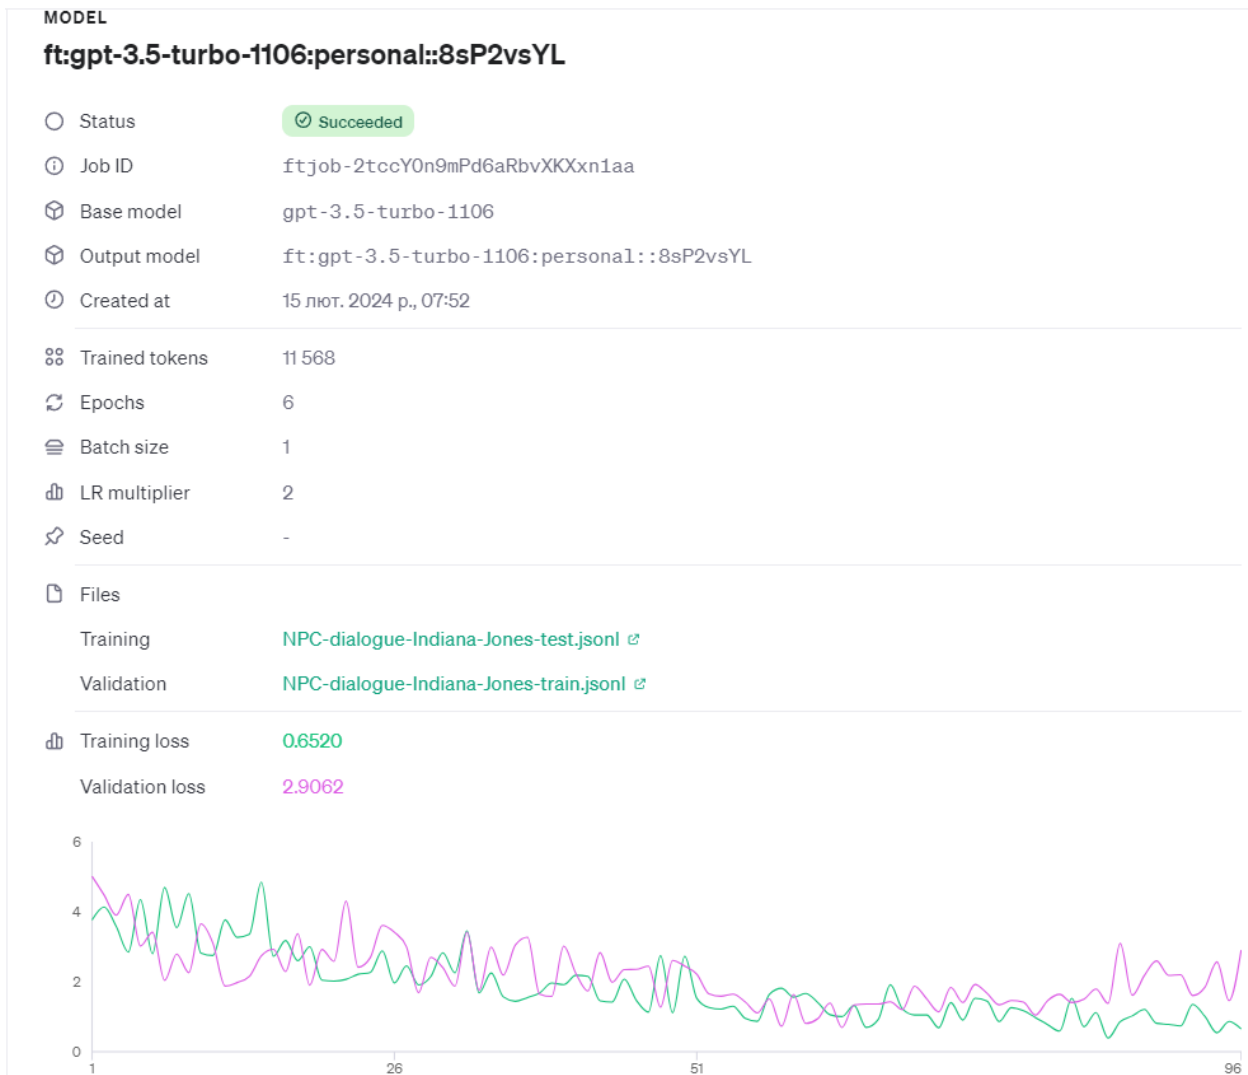 MODEL
ft:gpt-3.5-turbo-1106:personal::8sP2vsYL
Status Succeeded
Job ID ftjob-2tccY0n9mPd6aRbvXKXxn1aa
Base model gpt-3.5-turbo-1106
Output model ft:gpt-3.5-turbo-1106:personal::8sP2vsYL
Created at 15 лют. 2024 р., 07:52
Trained tokens 11 568
Epochs 6
Batch size 1
LR multiplier 2
Seed -
Files
Training NPC-dialogue-Indiana-Jones-test.jsonl
Validation NPC-dialogue-Indiana-Jones-train.jsonl
Training loss 0.6520
Validation loss 2.9062
6
4
2
0
1 26 51 96